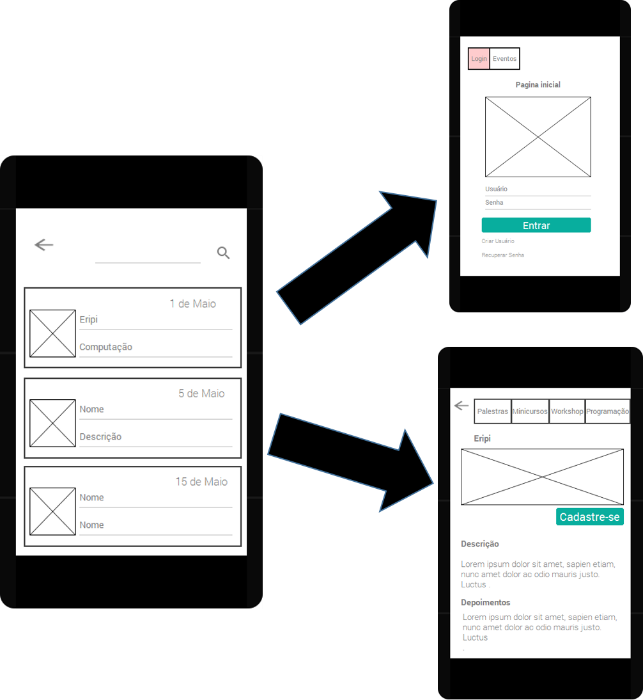 1 de Maio
Eripi
Computação
5 de Maio
Nome
Descrição
15 de Maio
Nome
Nome
Login Eventos
Pagina inicial
Usuário
Senha
Entrar
Criar Usuário
Recuperar Senha
Palestras Minicursos Workshop Programação
Eripi
Cadastre-se
Descrição
Lorem ipsum dolor sit amet, sapien etiam,
nunc amet dolor ac odio mauris justo.
Luctus
Depoimentos
Lorem ipsum dolor sit amet, sapien etiam,
nunc amet dolor ac odio mauris justo.
Luctus